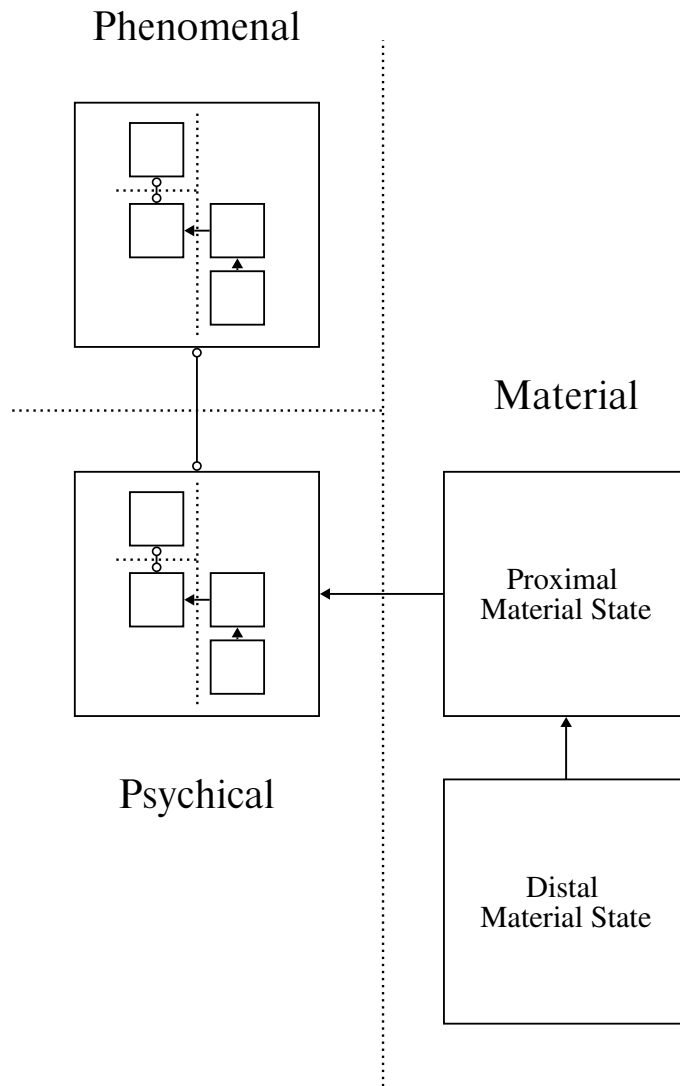 Phenomenal
Material
Proximal
Material State
Psychical
Distal
Material State